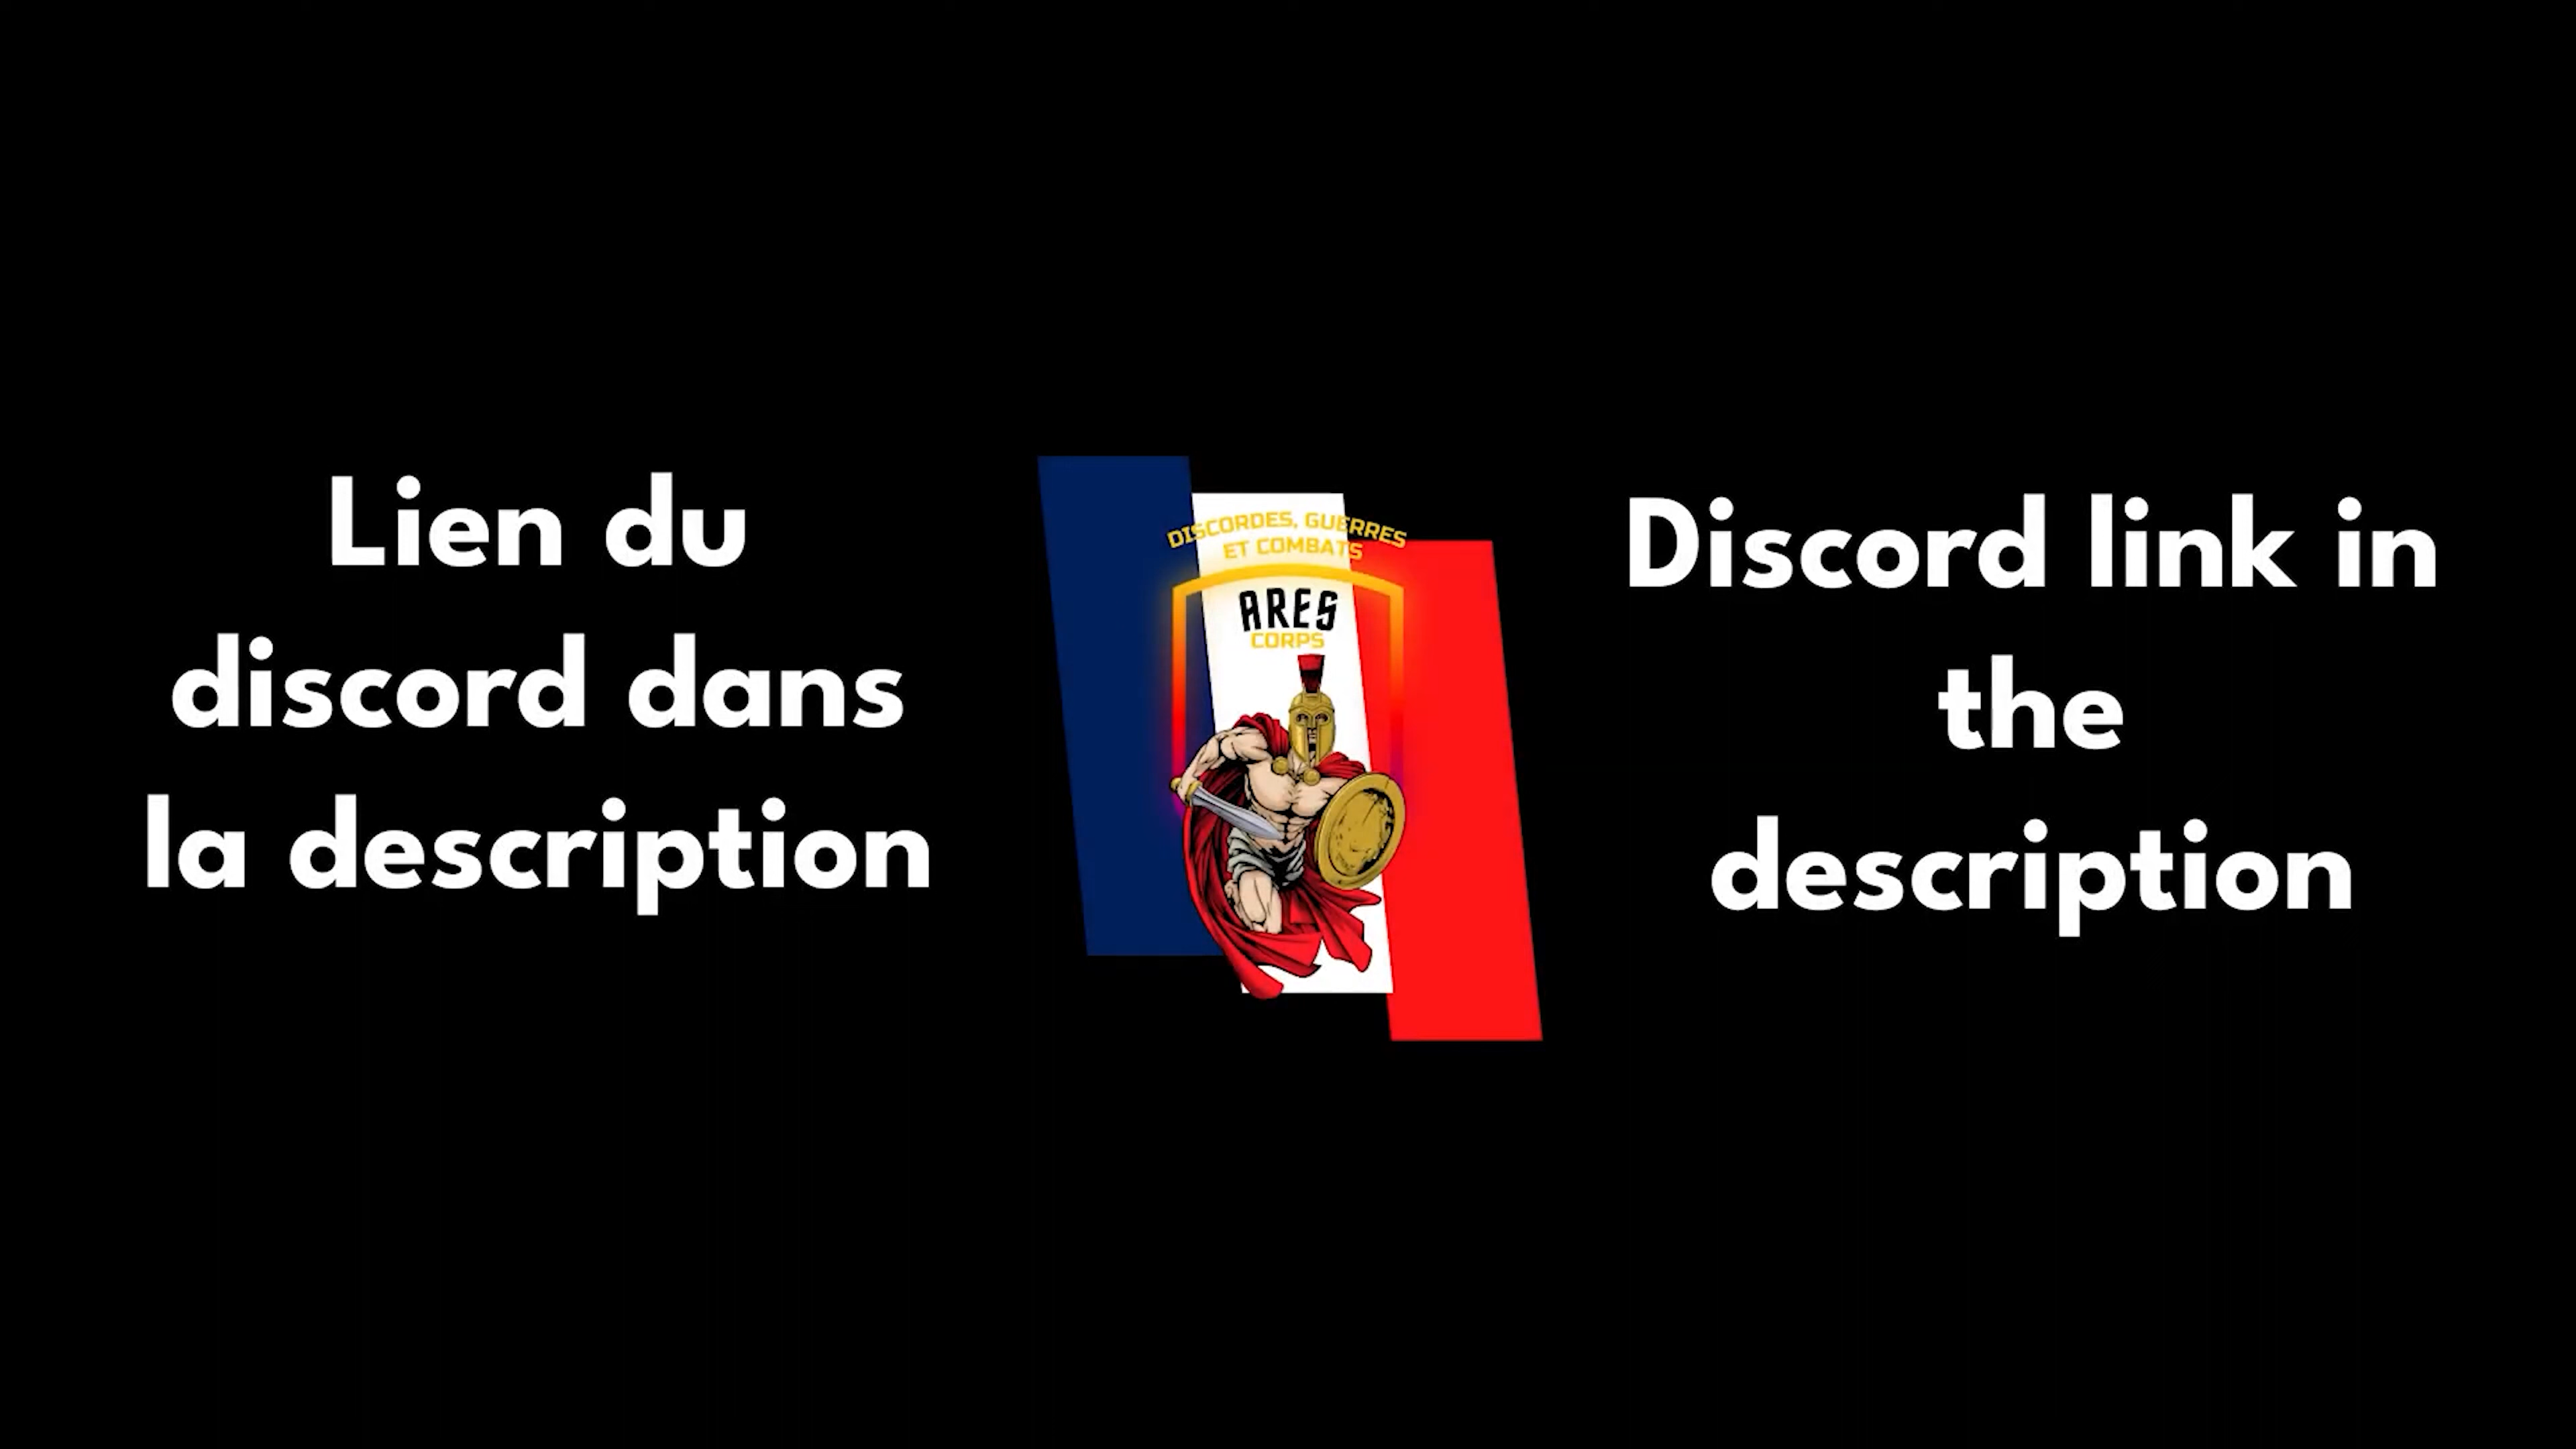 Lien du
discord dans
la description
DISCORDES, GUERRES
ET COMBATS
ARES
CORPS
Discord link in
the
description